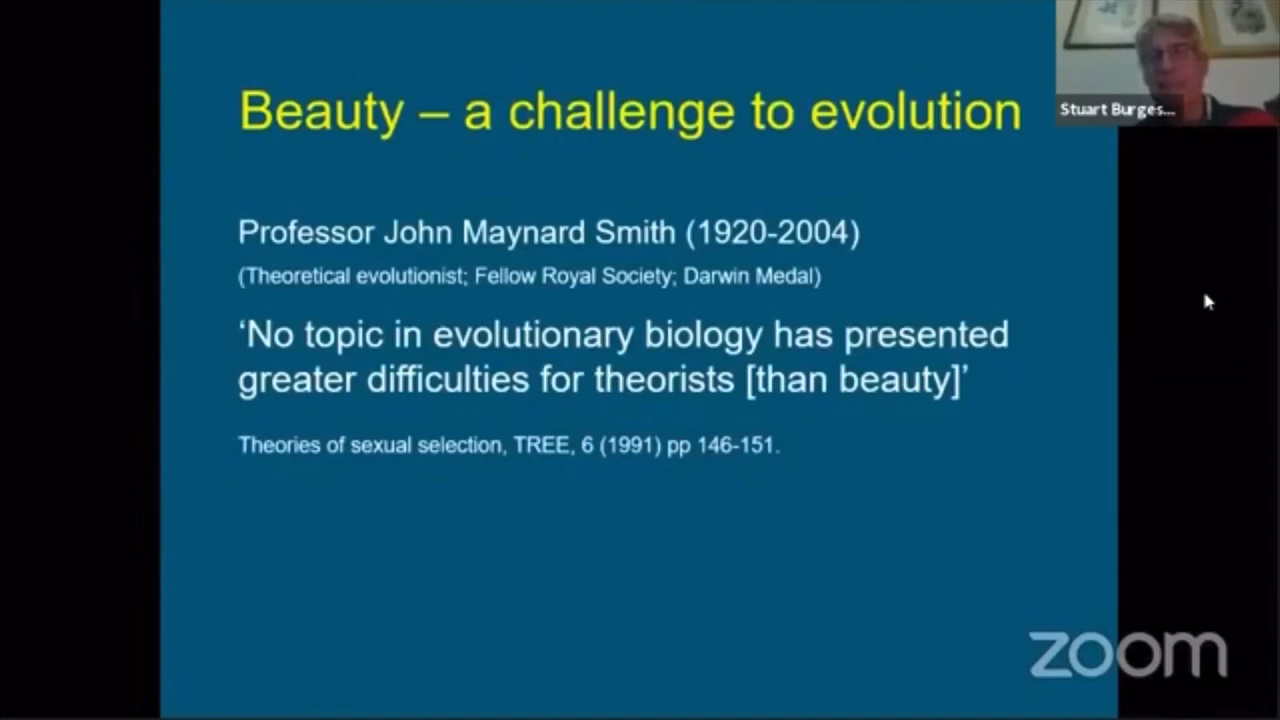 Beauty – a challenge to evolution
Stuart Burges...
Professor John Maynard Smith (1920-2004)
(Theoretical evolutionist; Fellow Royal Society; Darwin Medal)
‘No topic in evolutionary biology has presented
greater difficulties for theorists [than beauty]’
Theories of sexual selection, TREE, 6 (1991) pp 146-151.
zoom